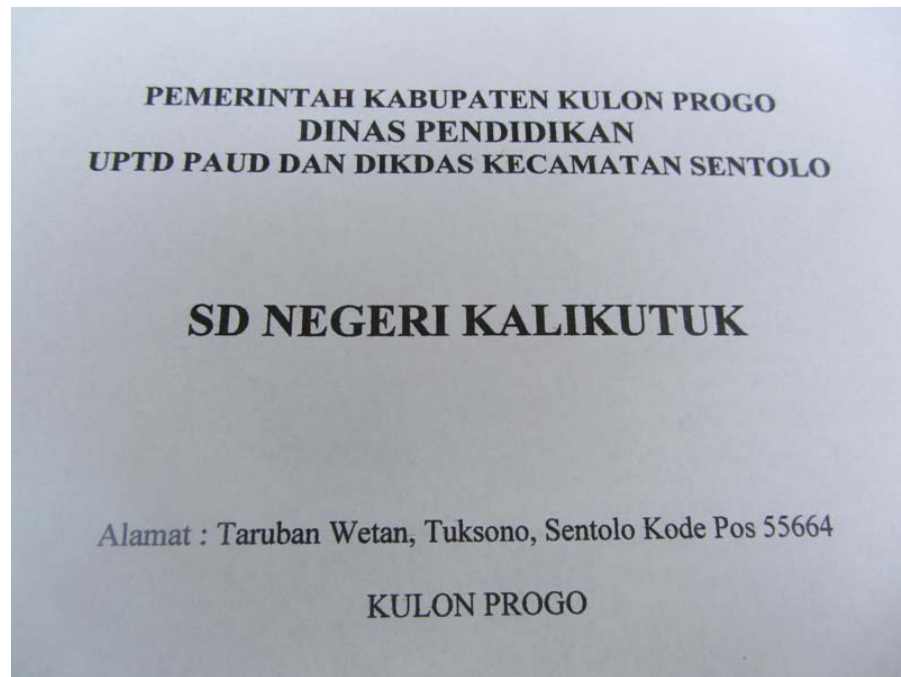 PEMERINTAH KABUPATEN KULON PROGO
DINAS PENDIDIKAN
UPTD PAUD DAN DIKDAS KECAMATAN SENTOLO
SD NEGERI KALIKUTUK
Alamat : Taruban Wetan, Tuksono, Sentolo Kode Pos 55664
KULON PROGO